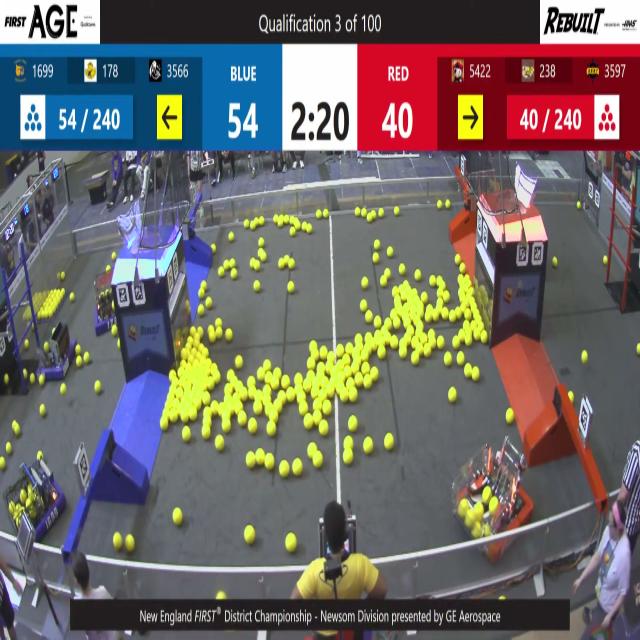 FIRST AGE
Qualification 3 of 100
REBUILT
1699 178 3566
BLUE
RED
5422 238 3597
54 / 240
54
2:20
40
40 / 240
REBUILT
New England FIRST® District Championship - Newsom Division presented by GE Aerospace